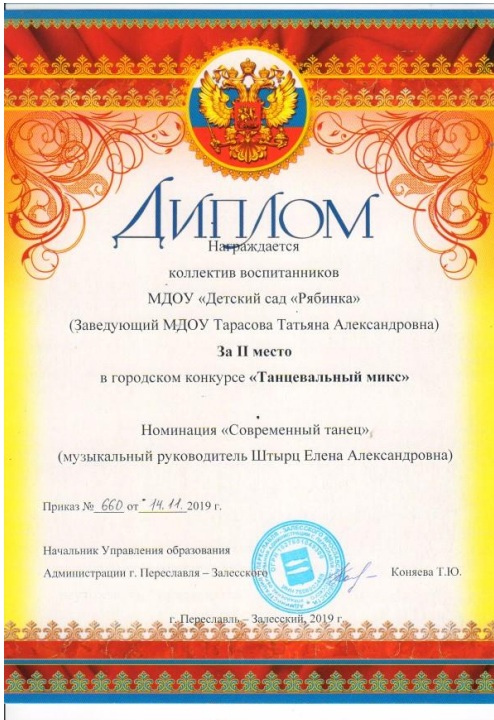 ДИПЛОМ
Награждается
коллектив воспитанников
МДОУ «Детский сад «Рябинка»
(Заведующий МДОУ Тарасова Татьяна Александровна)
За II место
в городском конкурсе «Танцевальный микс»
Номинация «Современный танец»
(музыкальный руководитель Штырц Елена Александровна)
Приказ № 660 от 14.11. 2019 г.
Начальник Управления образования
Администрации г. Переславля – Залесского Коняева Т.Ю.
г. Переславль – Залесский, 2019 г.